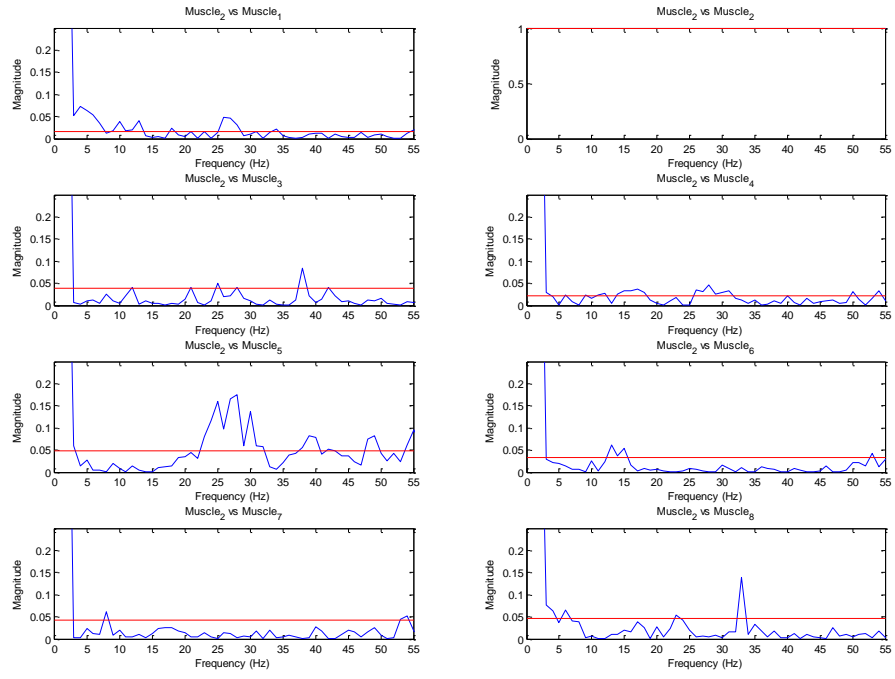 Muscle2 vs Muscle1
Magnitude
0.2
0.15
0.1
0.05
0
0 5 10 15 20 25 30 35 40 45 50 55
Frequency (Hz)
Muscle2 vs Muscle2
Magnitude
1
0.5
0
0 5 10 15 20 25 30 35 40 45 50 55
Frequency (Hz)
Muscle2 vs Muscle3
Magnitude
0.2
0.15
0.1
0.05
0
0 5 10 15 20 25 30 35 40 45 50 55
Frequency (Hz)
Muscle2 vs Muscle4
Magnitude
0.2
0.15
0.1
0.05
0
0 5 10 15 20 25 30 35 40 45 50 55
Frequency (Hz)
Muscle2 vs Muscle5
Magnitude
0.2
0.15
0.1
0.05
0
0 5 10 15 20 25 30 35 40 45 50 55
Frequency (Hz)
Muscle2 vs Muscle6
Magnitude
0.2
0.15
0.1
0.05
0
0 5 10 15 20 25 30 35 40 45 50 55
Frequency (Hz)
Muscle2 vs Muscle7
Magnitude
0.2
0.15
0.1
0.05
0
0 5 10 15 20 25 30 35 40 45 50 55
Frequency (Hz)
Muscle2 vs Muscle8
Magnitude
0.2
0.15
0.1
0.05
0
0 5 10 15 20 25 30 35 40 45 50 55
Frequency (Hz)